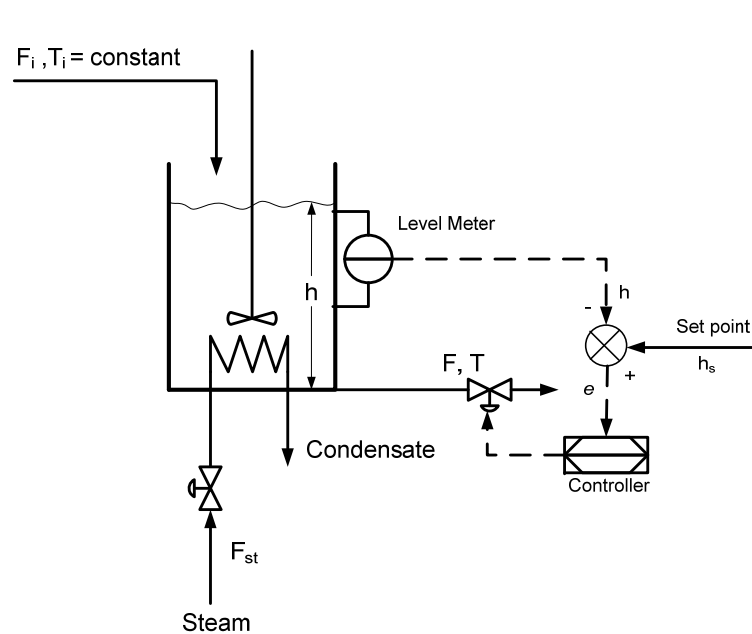 Fᵢ ,Tᵢ = constant
Level Meter
h
h
-
Set point
hₛ
+
e
F, T
Controller
Condensate
Fₛₜ
Steam